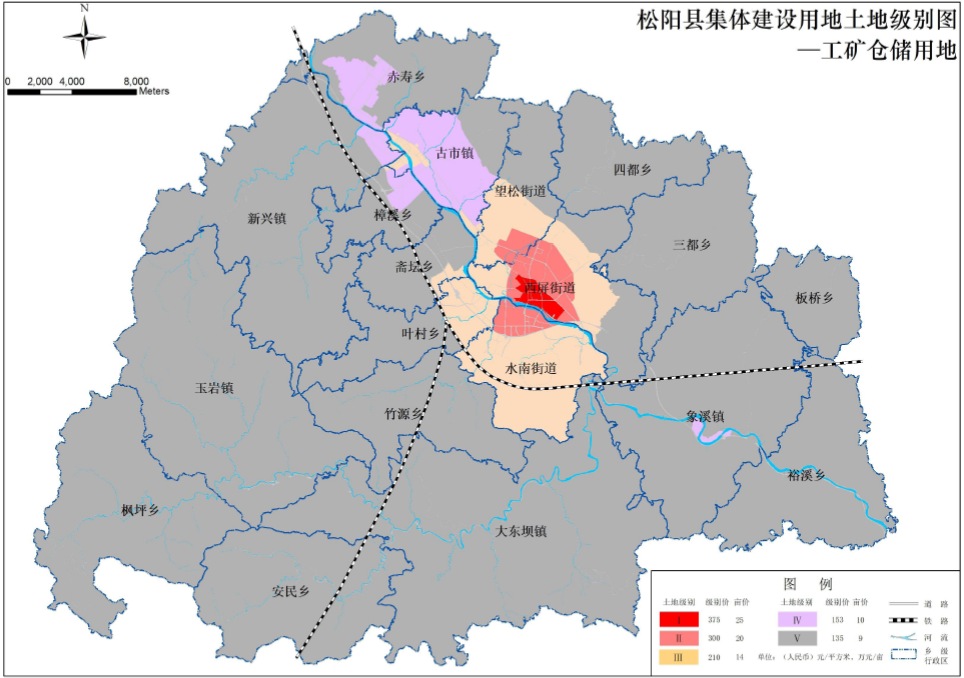 松阳县集体建设用地土地级别图
—工矿仓储用地
N
0 2,000 4,000 8,000
Meters
赤寿乡
古市镇
四都乡
望松街道
新兴镇
樟溪乡
三都乡
斋坛乡
西屏街道
板桥乡
叶村乡
水南街道
玉岩镇
竹源乡
象溪镇
裕溪乡
枫坪乡
大东坝镇
安民乡
图 例
土地级别 级别价 亩价 土地级别 级别价 亩价 道 路
I 375 25 IV 153 10 铁 路
II 300 20 V 135 9 河 流
III 210 14 单位：（人民币）元/平方米、万元/亩 乡 级
行政区